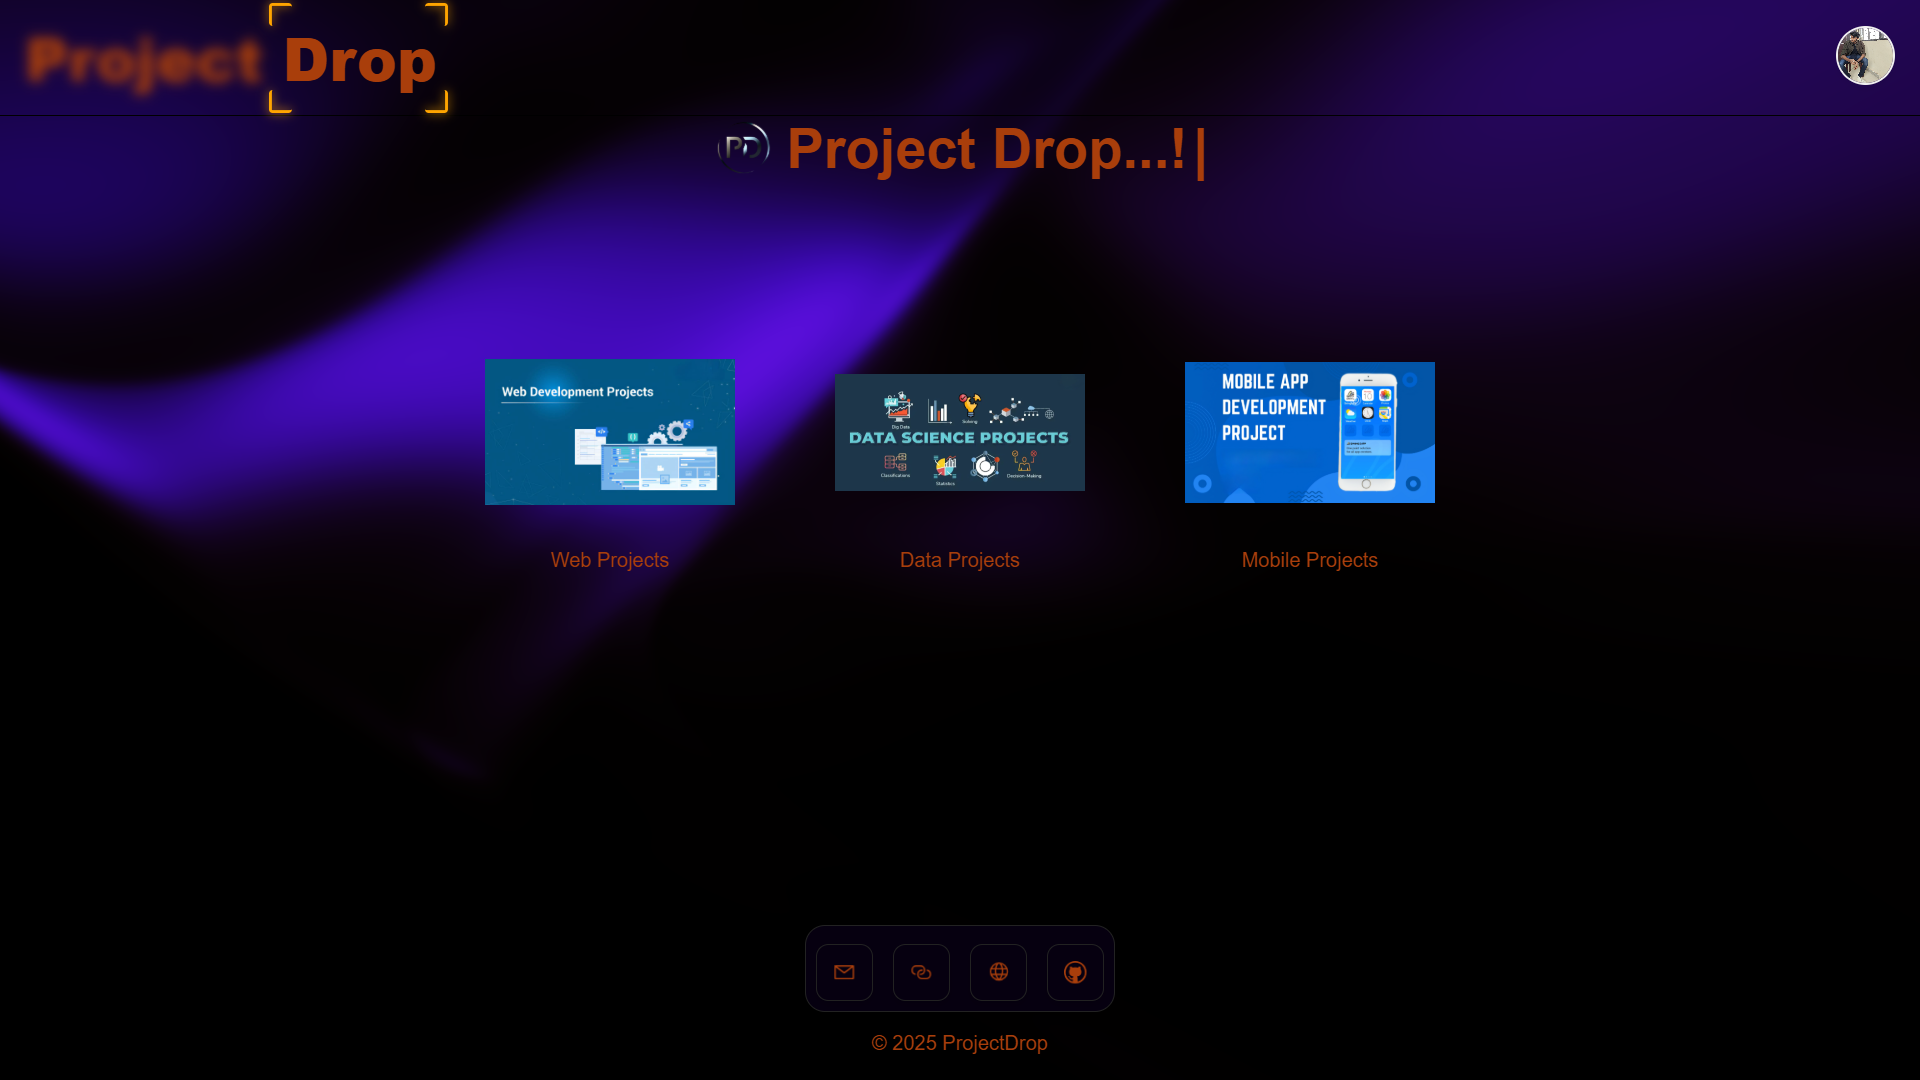 Project Drop
PD Project Drop...!|
Web Development Projects
Big Data
Solving
DATA SCIENCE PROJECTS
Classifications
Statistics
Decision-Making
MOBILE APP
DEVELOPMENT
PROJECT
Web Projects
Data Projects
Mobile Projects
© 2025 ProjectDrop